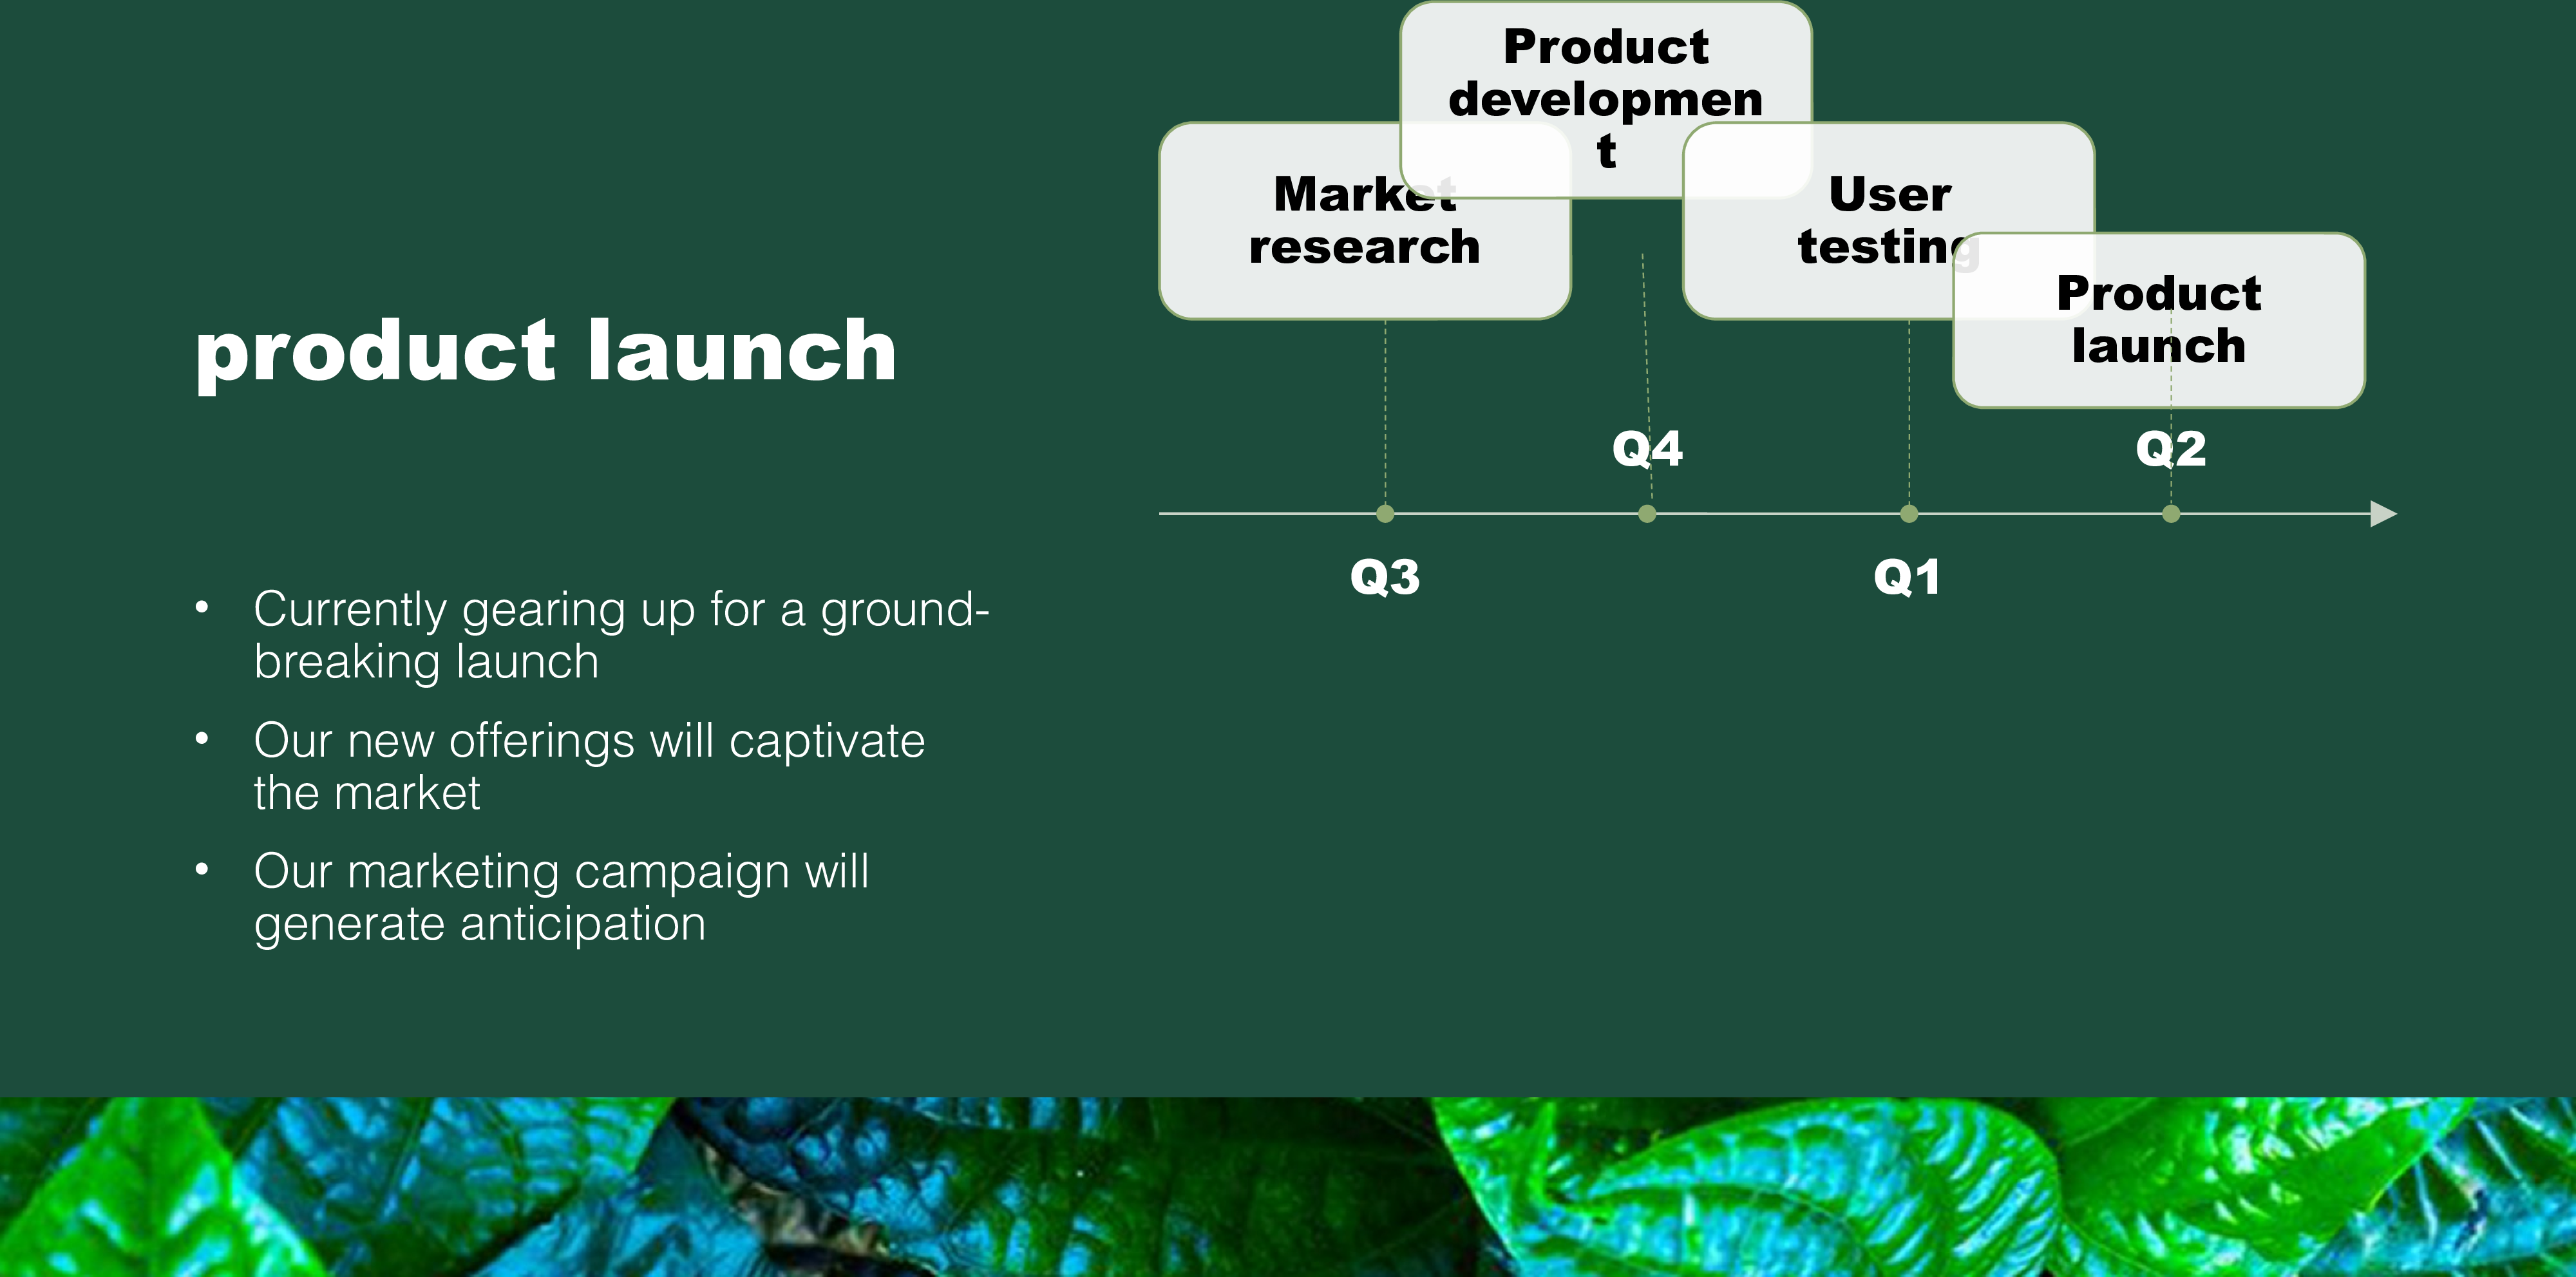 product launch
• Currently gearing up for a ground-
breaking launch
• Our new offerings will captivate
the market
• Our marketing campaign will
generate anticipation
Product
developmen
t
Market
research
User
testing
Product
launch
Q4
Q2
Q3
Q1